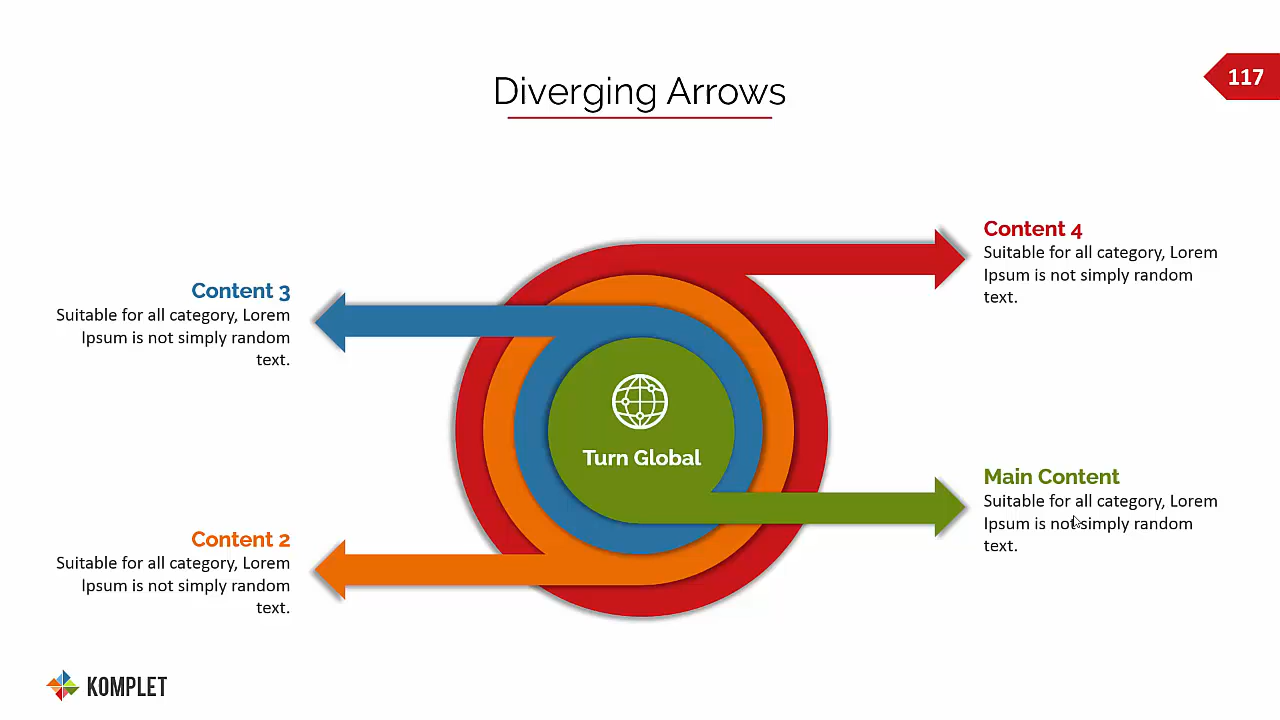 Diverging Arrows
117
Content 4
Suitable for all category, Lorem
Ipsum is not simply random
text.
Content 3
Suitable for all category, Lorem
Ipsum is not simply random
text.
Turn Global
Main Content
Suitable for all category, Lorem
Ipsum is not simply random
text.
Content 2
Suitable for all category, Lorem
Ipsum is not simply random
text.
KOMPLET